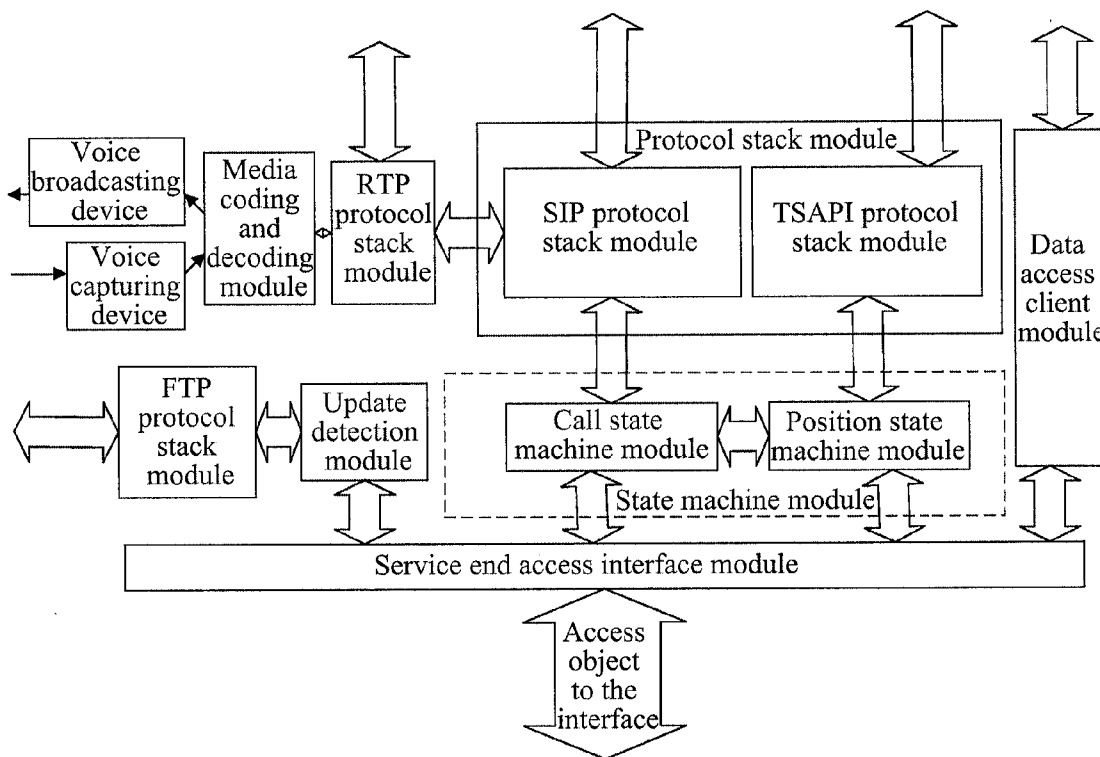 Protocol stack module
Voice
broadcasting
device
Media
coding
and
decoding
module
RTP
protocol
stack
module
SIP protocol
stack module
TSAPI protocol
stack module
Data
access
client
module
Voice
capturing
device
FTP
protocol
stack
module
Update
detection
module
Call state
machine module
Position state
machine module
State machine module
Service end access interface module
Access
object
to the
interface